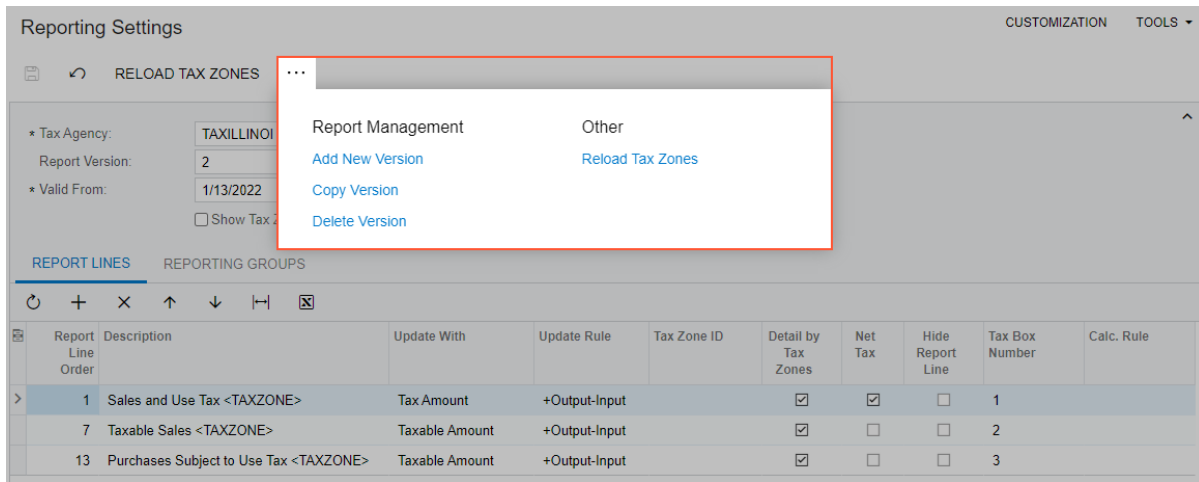 Reporting Settings
CUSTOMIZATION TOOLS
RELOAD TAX ZONES ...
Report Management Other
Add New Version Reload Tax Zones
Copy Version
Delete Version
* Tax Agency: TAXILLINOI
Report Version: 2
* Valid From: 1/13/2022
Show Tax
REPORT LINES REPORTING GROUPS
Report Line Order Description Update With Update Rule Tax Zone ID Detail by Tax Zones Net Tax Hide Report Line Tax Box Number Calc. Rule
1 Sales and Use Tax <TAXZONE> Tax Amount +Output-Input 1
7 Taxable Sales <TAXZONE> Taxable Amount +Output-Input 2
13 Purchases Subject to Use Tax <TAXZONE> Taxable Amount +Output-Input 3